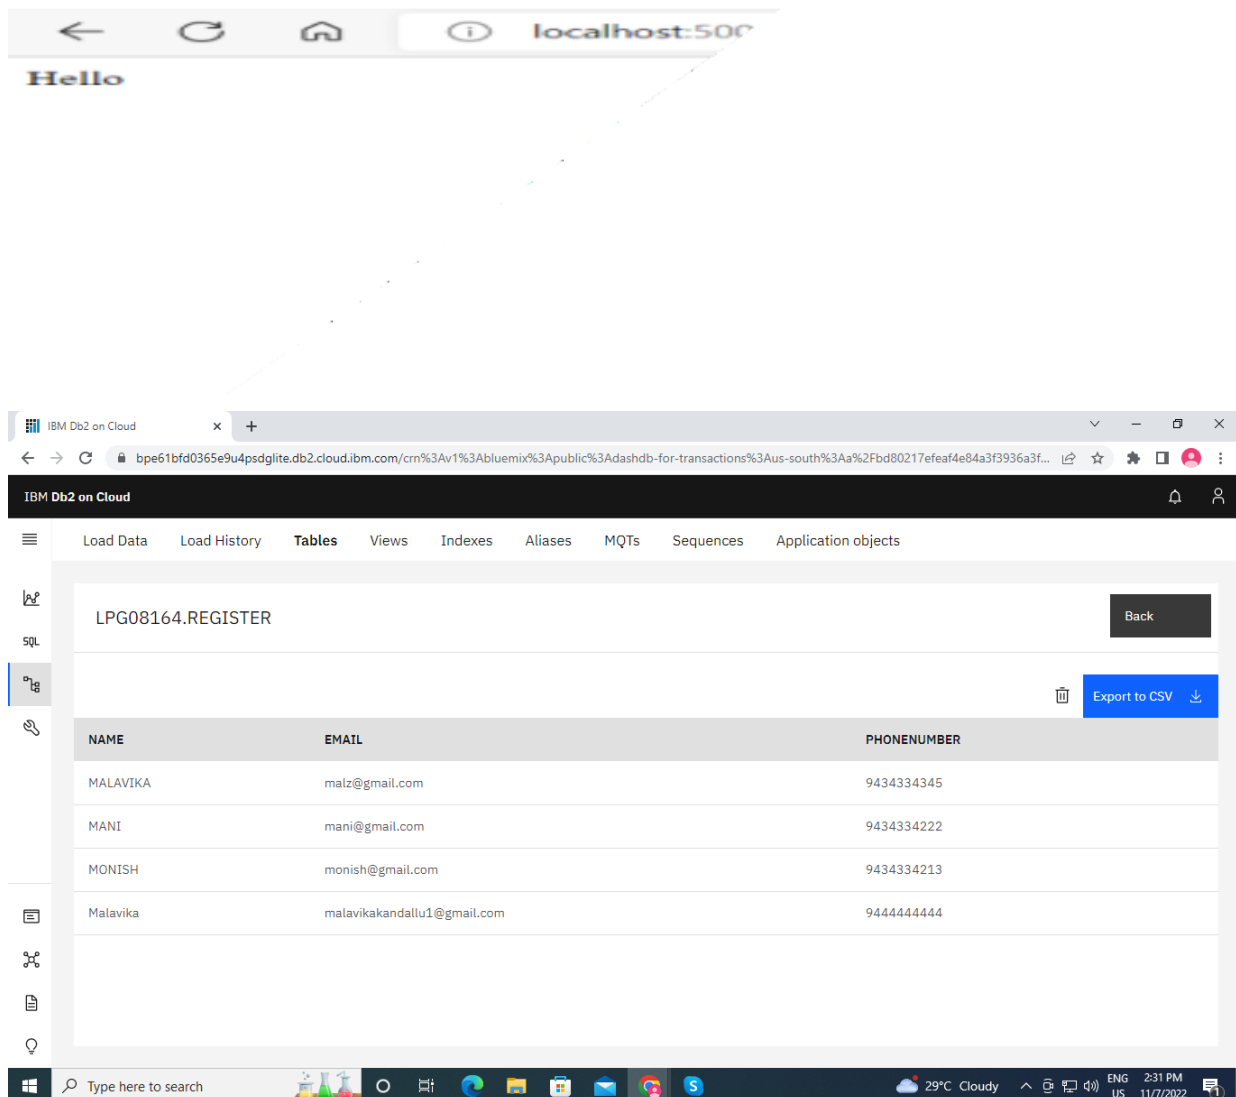 localhost:500
Hello
IBM Db2 on Cloud
bpe61bfd0365e9u4psdglite.db2.cloud.ibm.com/crn%3Av1%3Abluemix%3Apublic%3Adashdb-for-transactions%3Aus-south%3Aa%2Fbd80217efeaf4e84a3f3936a3f...
IBM Db2 on Cloud
Load Data Load History Tables Views Indexes Aliases MQTs Sequences Application objects
LPG08164.REGISTER Back
SQL
Export to CSV
NAME EMAIL PHONENUMBER
MALAVIKA malz@gmail.com 9434334345
MANI mani@gmail.com 9434334222
MONISH monish@gmail.com 9434334213
Malavika malavikakandallu1@gmail.com 9444444444
Type here to search 29°C Cloudy ENG 2:31 PM
US 11/7/2022 1